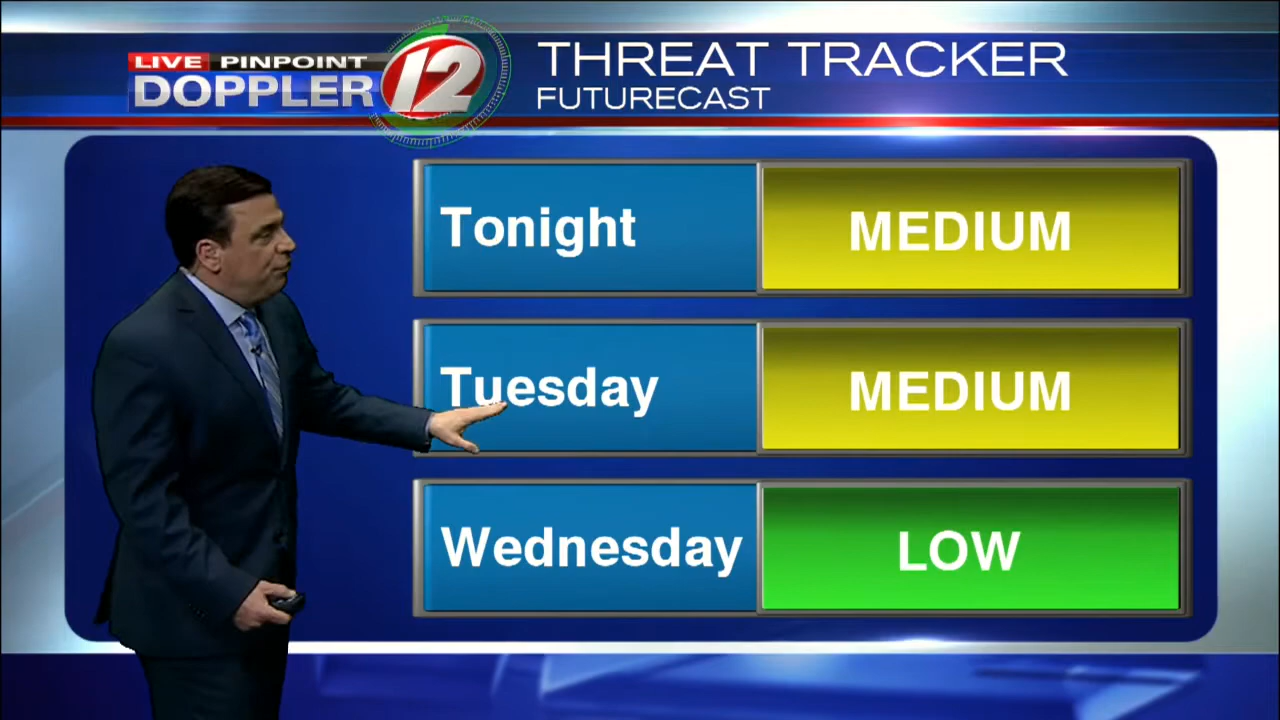 LIVE PINPOINT
DOPPLER 12
THREAT TRACKER
FUTURECAST
Tonight MEDIUM
Tuesday MEDIUM
Wednesday LOW